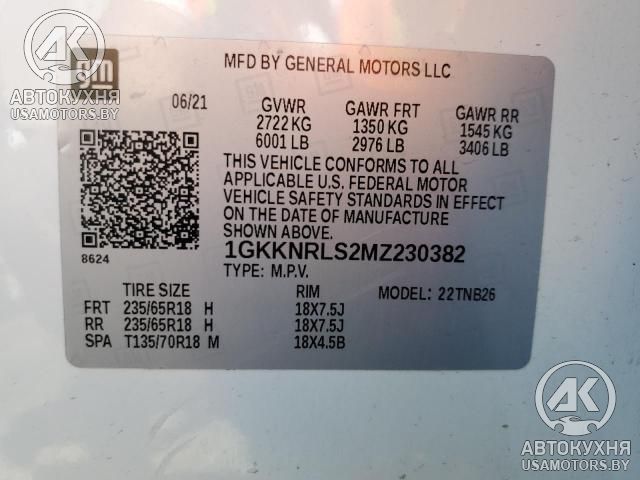 gm
MFD BY GENERAL MOTORS LLC
06/21
GVWR
2722 KG
6001 LB
GAWR FRT
1350 KG
2976 LB
GAWR RR
1545 KG
3406 LB
THIS VEHICLE CONFORMS TO ALL
APPLICABLE U.S. FEDERAL MOTOR
VEHICLE SAFETY STANDARDS IN EFFECT
ON THE DATE OF MANUFACTURE
SHOWN ABOVE.
8624
1GKKNRLS2MZ230382
TYPE: M.P.V.
TIRE SIZE RIM MODEL: 22TNB26
FRT 235/65R18 H 18X7.5J
RR 235/65R18 H 18X7.5J
SPA T135/70R18 M 18X4.5B
АК
АВТОКУХНЯ
USAMOTORS.BY
АК
АВТОКУХНЯ
USAMOTORS.BY